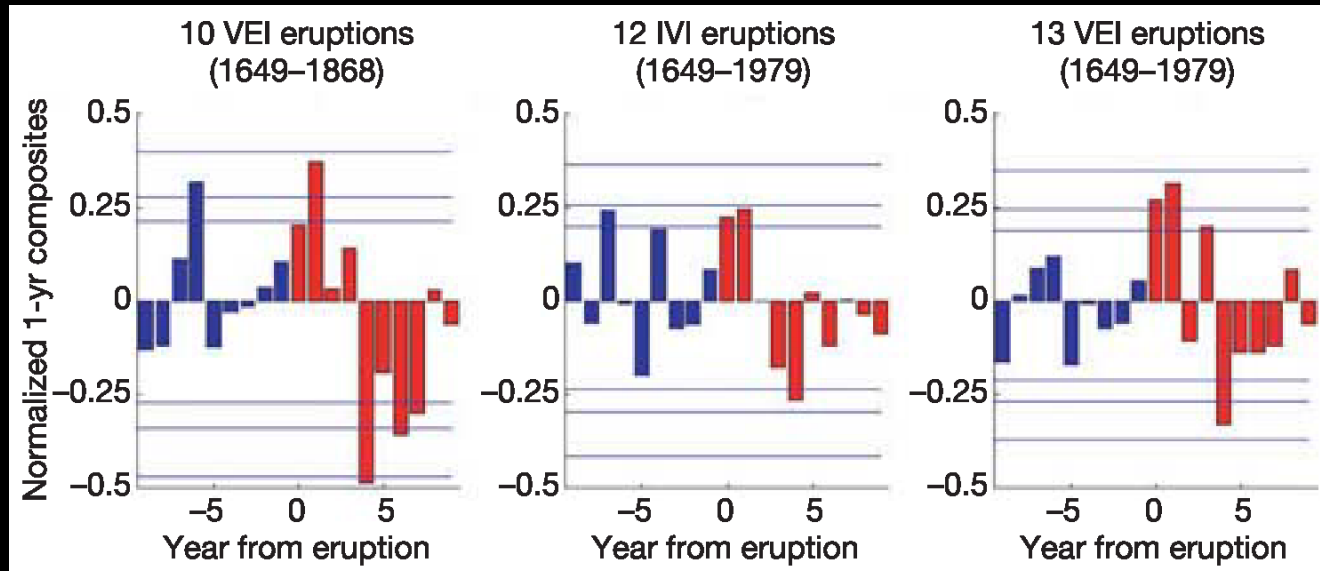 10 VEI eruptions
(1649–1868)
12 IVI eruptions
(1649–1979)
13 VEI eruptions
(1649–1979)
Normalized 1-yr composites
0.5
0.25
0
–0.25
–0.5
0.5
0.25
0
–0.25
–0.5
0.5
0.25
0
–0.25
–0.5
–5 0 5
–5 0 5
–5 0 5
Year from eruption
Year from eruption
Year from eruption